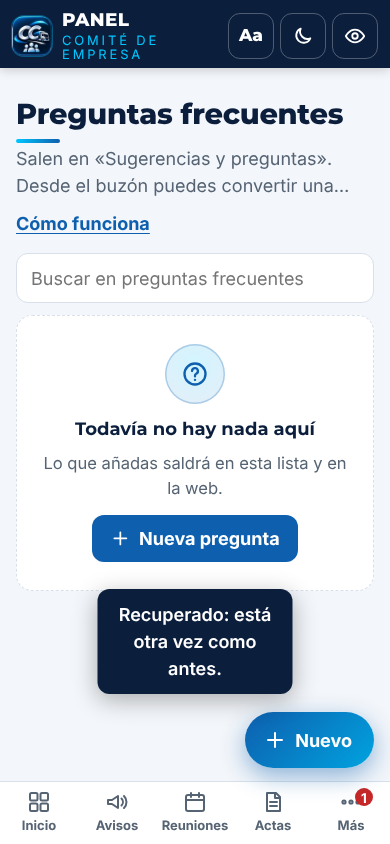 PANEL
COMITÉ DE
EMPRESA
Aa
Preguntas frecuentes
Salen en «Sugerencias y preguntas».
Desde el buzón puedes convertir una...
Cómo funciona
Buscar en preguntas frecuentes
Todavía no hay nada aquí
Lo que añadas saldrá en esta lista y en
la web.
Nueva pregunta
Recuperado: está
otra vez como
antes.
Nuevo
1
Inicio
Avisos
Reuniones
Actas
Más